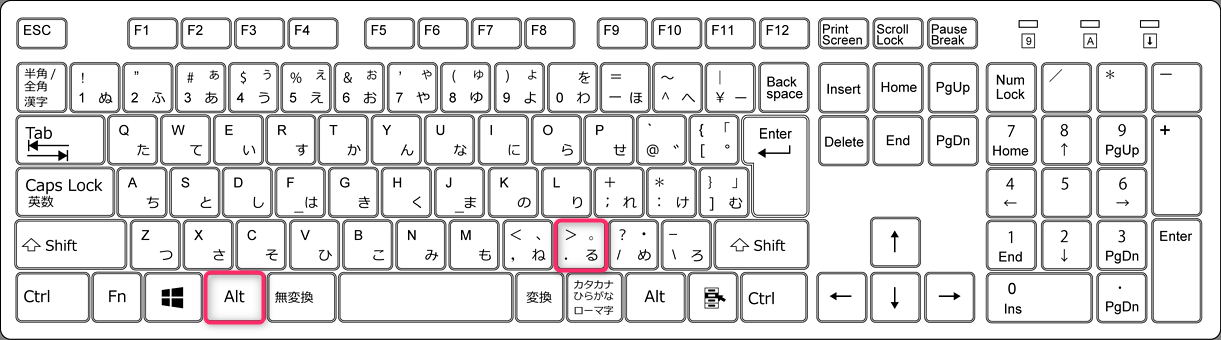 ESC F1 F2 F3 F4 F5 F6 F7 F8 F9 F10 F11 F12 Print Screen Scroll Lock Pause Break 9 A
半角/全角 漢字 ! 1 ぬ " 2 ふ # ぁ 3 あ $ ぅ 4 う % ぇ 5 え & ぉ 6 お ' ゃ 7 や ( ゅ 8 ゆ ) ょ 9 よ を 0 わ = ー ほ ～ ^ へ | ¥ ー Back space Insert Home PgUp Num Lock ／ * ー
Tab Q た W て E い R す T か Y ん U な I に O ら P せ ` @ ゛ { 「 [ ° Enter Delete End PgDn 7 Home 8 ↑ 9 PgUp +
Caps Lock 英数 A ち S と D し F _は G き H く J _ま K の L り + ; れ * : け } 」 ] む 4 ← 5 6 →
Shift Z つ X さ C そ V ひ B こ N み M も < 、 , ね > 。 . る ? ・ / め ー \ ろ Shift ↑ 1 End 2 ↓ 3 PgDn Enter
Ctrl Fn Alt 無変換 変換 カタカナ ひらがな ローマ字 Alt Ctrl ← ↓ → 0 Ins . PgDn